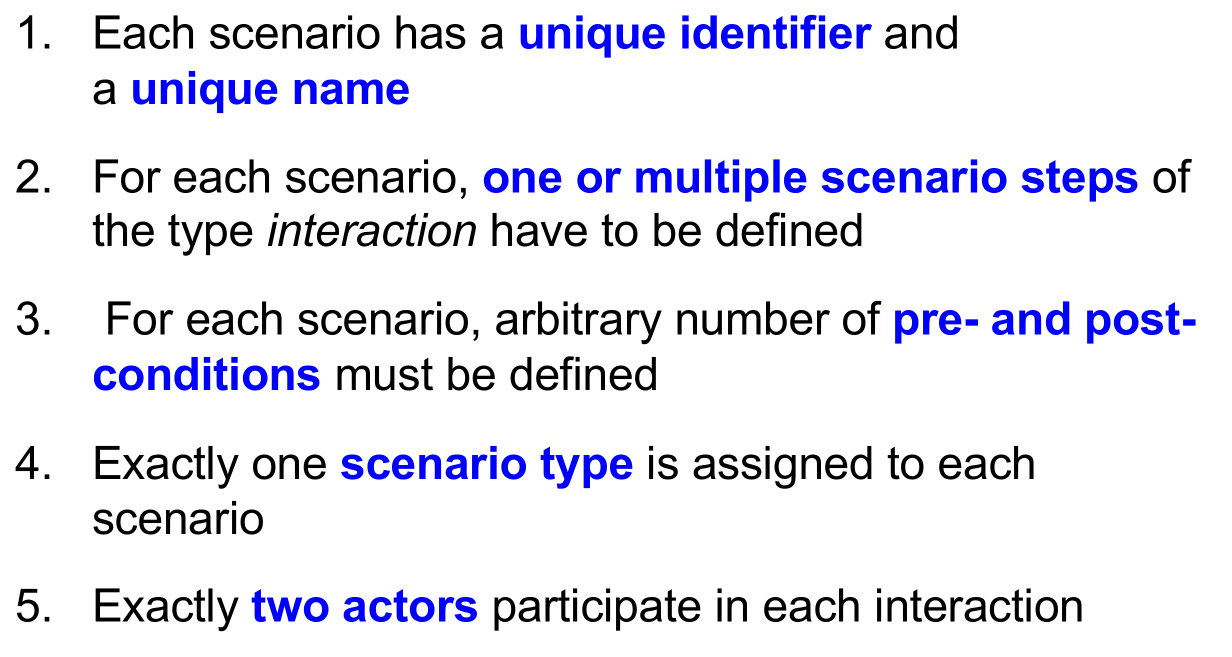 1. Each scenario has a unique identifier and
a unique name
2. For each scenario, one or multiple scenario steps of
the type interaction have to be defined
3. For each scenario, arbitrary number of pre- and post-
conditions must be defined
4. Exactly one scenario type is assigned to each
scenario
5. Exactly two actors participate in each interaction